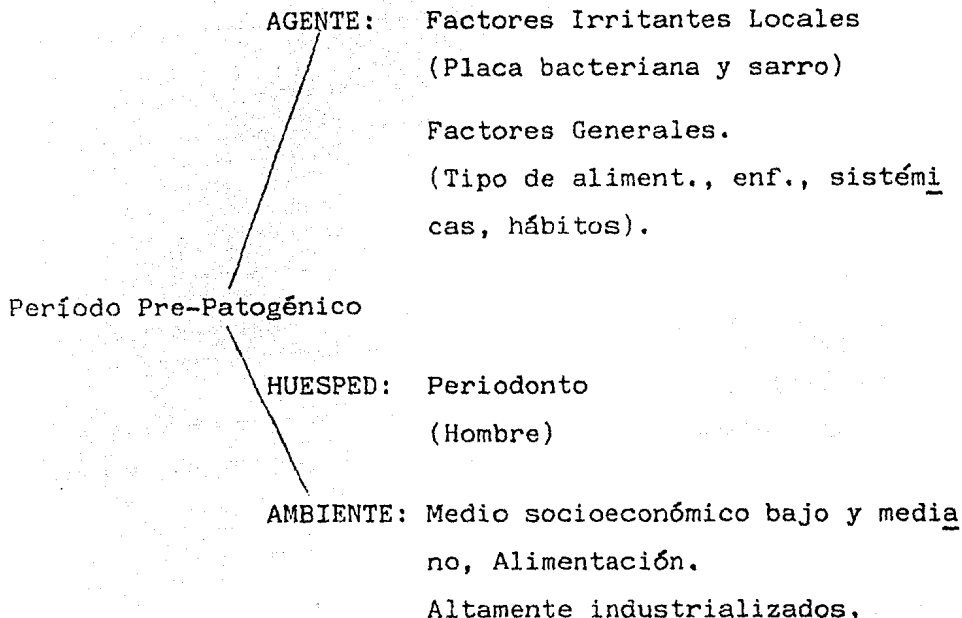 AGENTE: Factores Irritantes Locales
(Placa bacteriana y sarro)
Factores Generales.
(Tipo de aliment., enf., sistémi
cas, hábitos).
Período Pre-Patogénico
HUESPED: Periodonto
(Hombre)
AMBIENTE: Medio socioeconómico bajo y media
no, Alimentación.
Altamente industrializados.